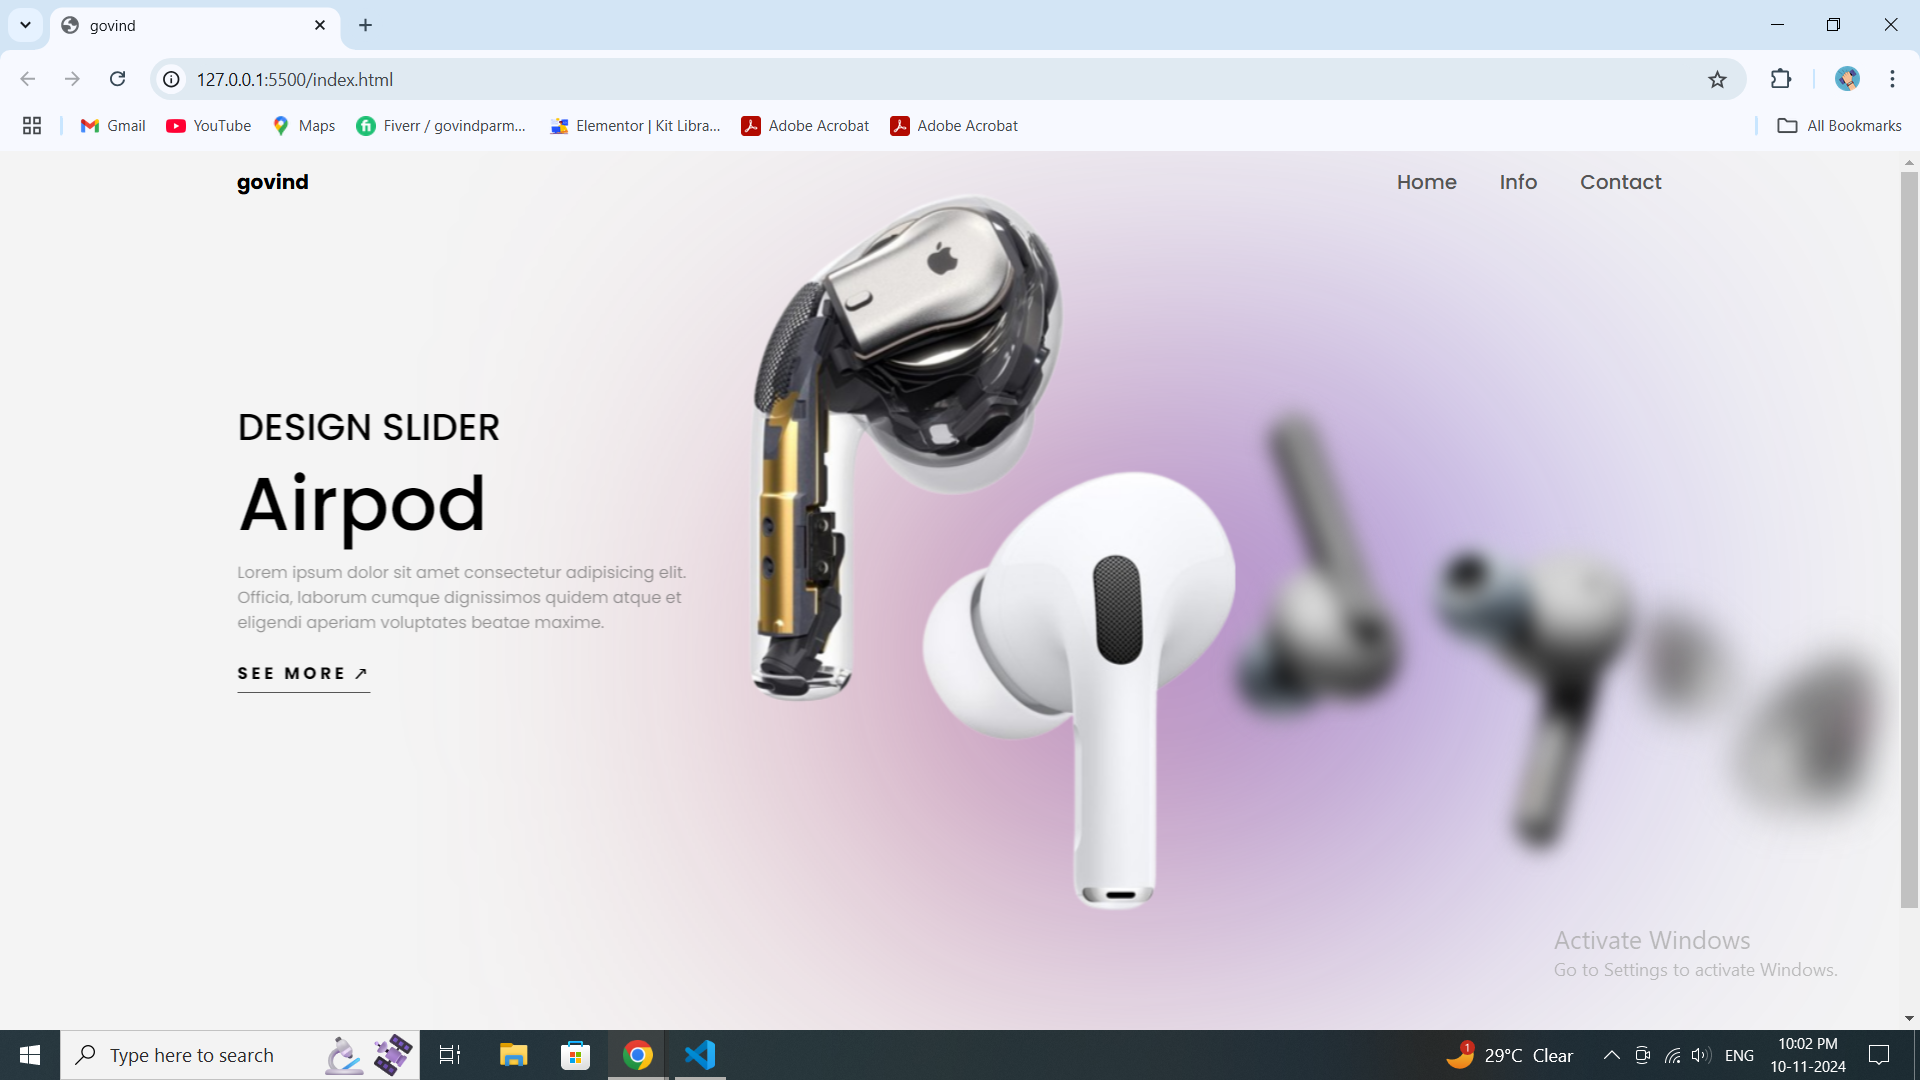 govind
127.0.0.1:5500/index.html
Gmail
YouTube
Maps
Fiverr / govindparm...
Elementor | Kit Libra...
Adobe Acrobat
Adobe Acrobat
All Bookmarks
govind
Home
Info
Contact
DESIGN SLIDER
Airpod
Lorem ipsum dolor sit amet consectetur adipisicing elit.
Officia, laborum cumque dignissimos quidem atque et
eligendi aperiam voluptates beatae maxime.
SEE MORE ↗
Activate Windows
Go to Settings to activate Windows.
Type here to search
1
29°C Clear
ENG
10:02 PM
10-11-2024